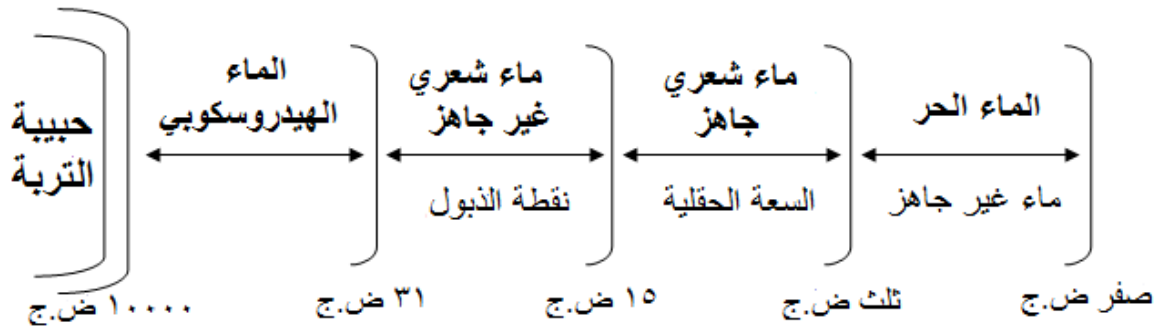 الماء
الهيدروسكوبي
ماء شعري
غير جاهز
ماء شعري
جاهز
الماء الحر
حبيبة
التربة
نقطة الذبول
السعة الحقلية
ماء غير جاهز
١٠٠٠٠ ض.ج
٣١ ض.ج
١٥ ض.ج
ثلث ض.ج
صفر ض.ج